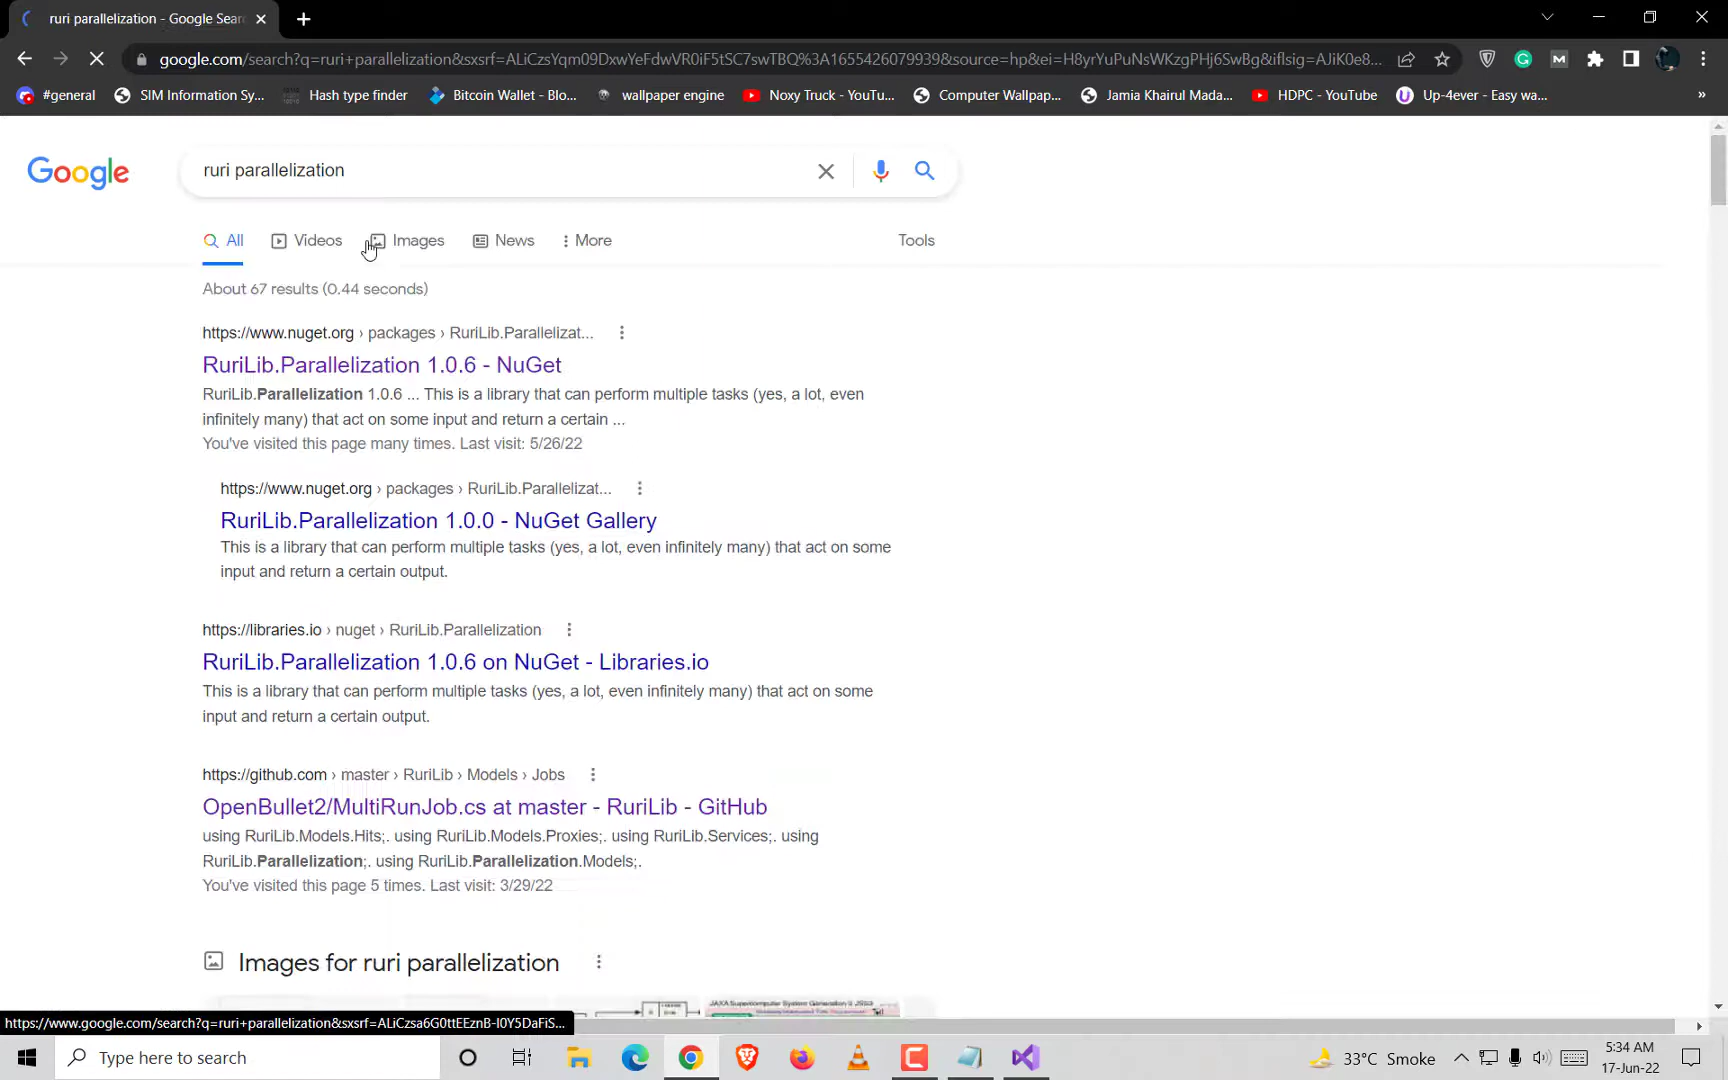 ruri parallelization - Google Sear
google.com/search?q=ruri+parallelization&sxsrf=ALiCzsYqm09DxwYeFdwVR0iF5tSC7swTBQ%3A1655426079939&source=hp&ei=H8yrYuPuNsWKzgPHj6SwBg&iflsig=AJiK0e8...
#general SIM Information Sy... Hash type finder Bitcoin Wallet - Blo... wallpaper engine Noxy Truck - YouTu... Computer Wallpap... Jamia Khairul Mada... HDPC - YouTube Up-4ever - Easy wa... »
Google ruri parallelization
All Videos Images News More Tools
About 67 results (0.44 seconds)
https://www.nuget.org › packages › RuriLib.Parallelizat...
RuriLib.Parallelization 1.0.6 - NuGet
RuriLib.Parallelization 1.0.6 ... This is a library that can perform multiple tasks (yes, a lot, even
infinitely many) that act on some input and return a certain ...
You've visited this page many times. Last visit: 5/26/22
https://www.nuget.org › packages › RuriLib.Parallelizat...
RuriLib.Parallelization 1.0.0 - NuGet Gallery
This is a library that can perform multiple tasks (yes, a lot, even infinitely many) that act on some
input and return a certain output.
https://libraries.io › nuget › RuriLib.Parallelization
RuriLib.Parallelization 1.0.6 on NuGet - Libraries.io
This is a library that can perform multiple tasks (yes, a lot, even infinitely many) that act on some
input and return a certain output.
https://github.com › master › RuriLib › Models › Jobs
OpenBullet2/MultiRunJob.cs at master - RuriLib - GitHub
using RuriLib.Models.Hits;. using RuriLib.Models.Proxies;. using RuriLib.Services;. using
RuriLib.Parallelization;. using RuriLib.Parallelization.Models;.
You've visited this page 5 times. Last visit: 3/29/22
Images for ruri parallelization
JAXA Supercomputer System Generation 2 JSS2
https://www.google.com/search?q=ruri+parallelization&sxsrf=ALiCzsa6G0ttEEznB-I0Y5DaFiS...
Type here to search 33°C Smoke 5:34 AM
17-Jun-22